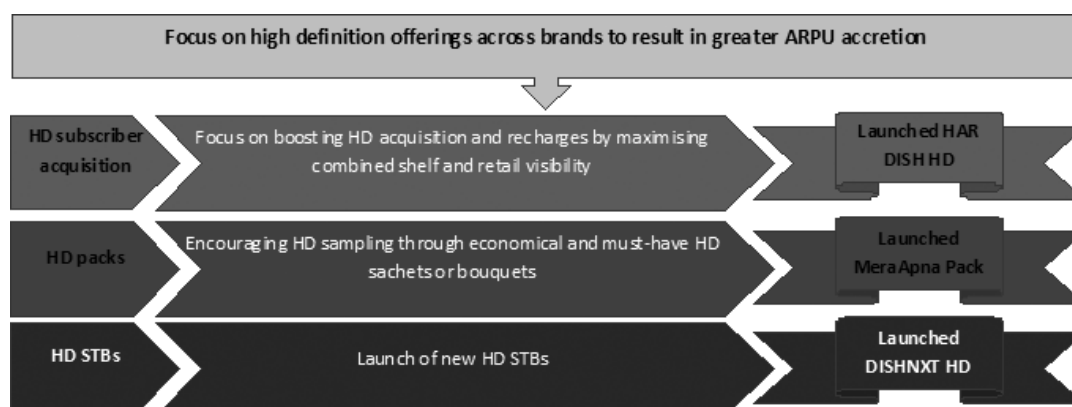 Focus on high definition offerings across brands to result in greater ARPU accretion
HD subscriber
acquisition
Focus on boosting HD acquisition and recharges by maximising
combined shelf and retail visibility
Launched HAR
DISH HD
HD packs
Encouraging HD sampling through economical and must-have HD
sachets or bouquets
Launched
MeraApna Pack
HD STBs
Launch of new HD STBs
Launched
DISHNXT HD